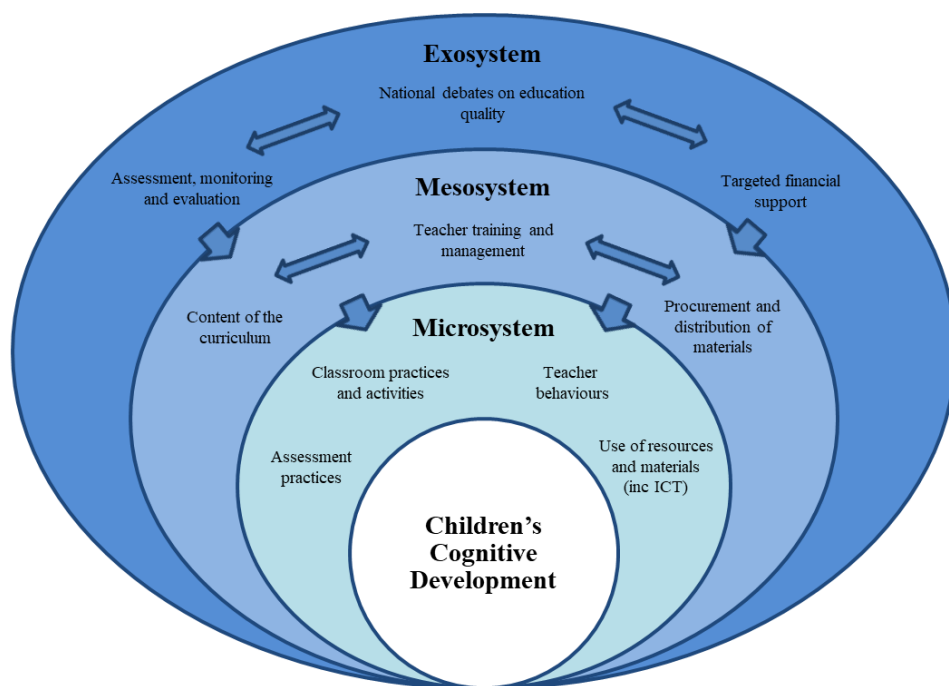 Exosystem
National debates on education
quality
Assessment, monitoring
and evaluation
Targeted financial
support
Mesosystem
Teacher training and
management
Content of the
curriculum
Procurement and
distribution of
materials
Microsystem
Classroom practices
and activities
Teacher
behaviours
Assessment
practices
Use of resources
and materials
(inc ICT)
Children’s
Cognitive
Development